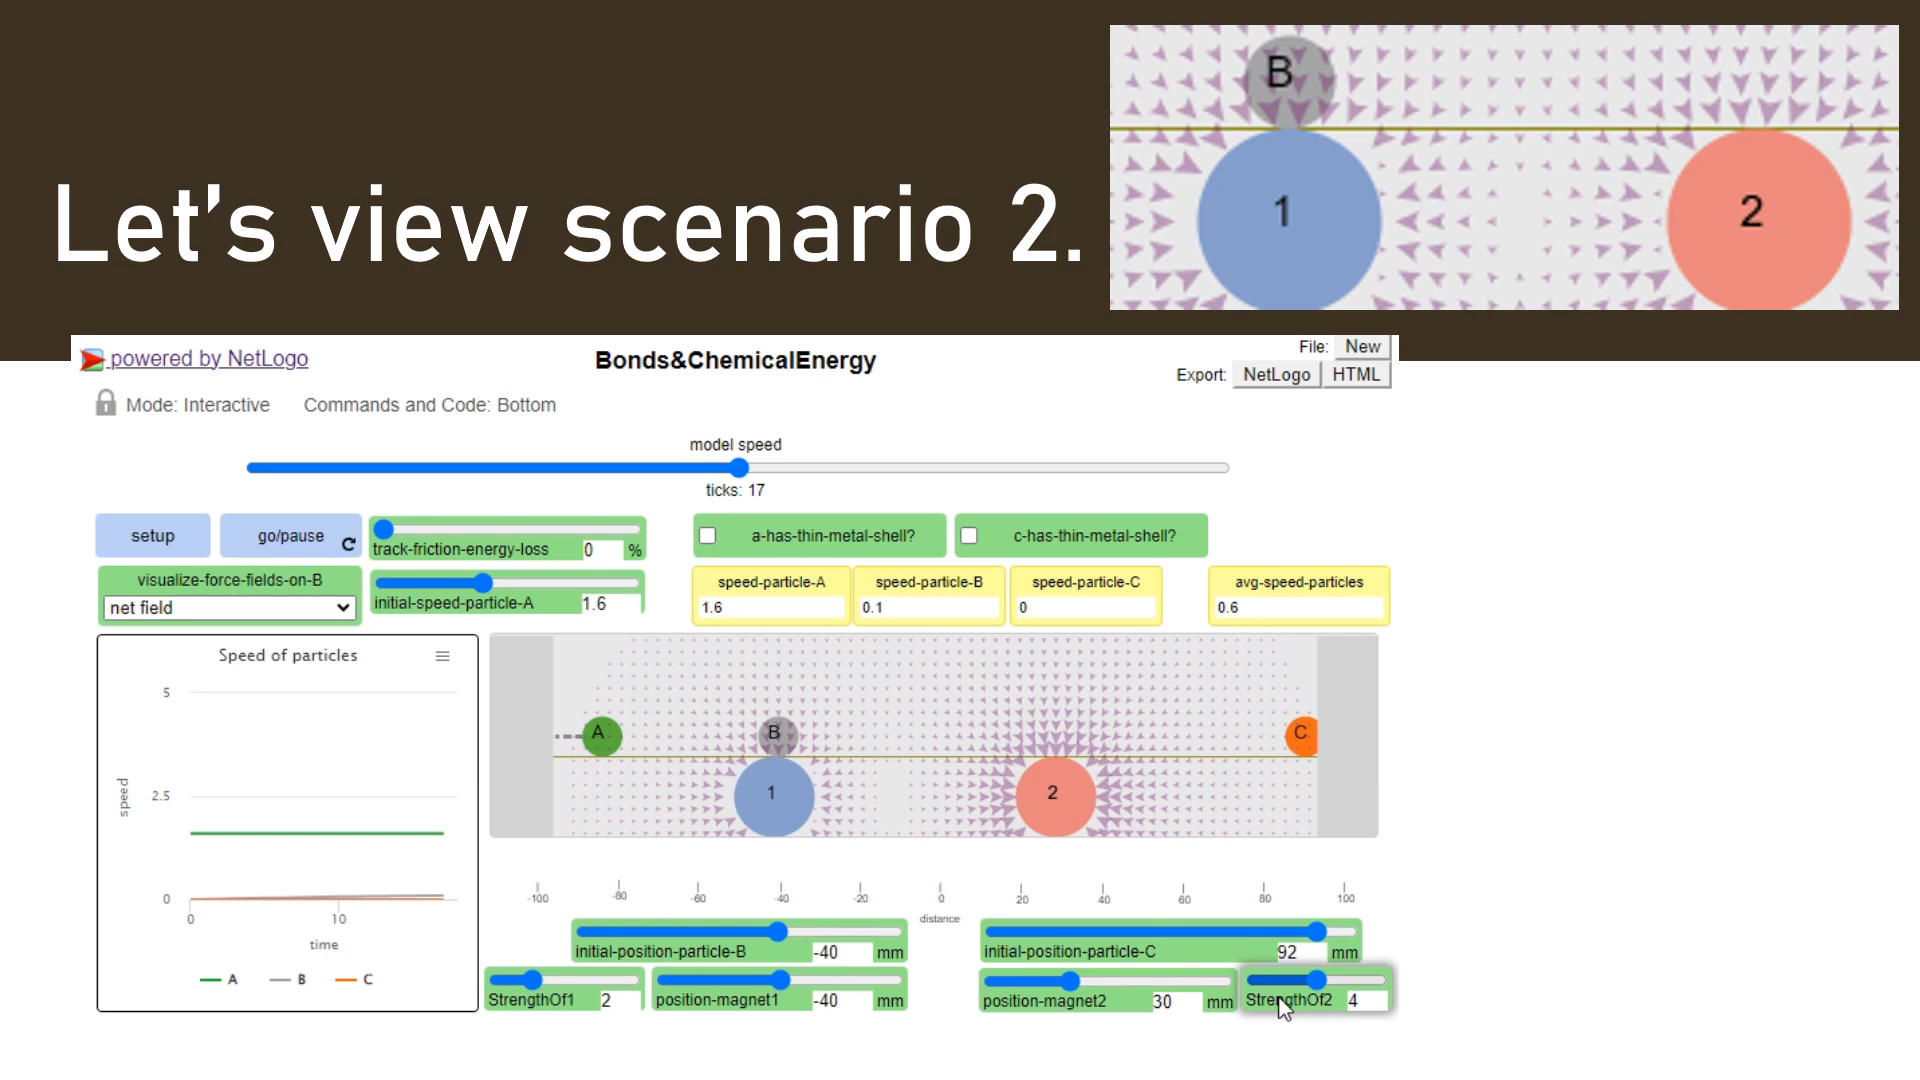 Let's view scenario 2.
B
1
2
powered by NetLogo
Bonds&ChemicalEnergy
File: New
Export: NetLogo HTML
Mode: Interactive Commands and Code: Bottom
model speed
ticks: 17
setup
go/pause
track-friction-energy-loss 0 %
a-has-thin-metal-shell?
c-has-thin-metal-shell?
visualize-force-fields-on-B
net field
initial-speed-particle-A 1.6
speed-particle-A
1.6
speed-particle-B
0.1
speed-particle-C
0
avg-speed-particles
0.6
Speed of particles
5
2.5
0
speed
0 10
time
A B C
A
B
C
1
2
-100 -80 -60 -40 -20 0 20 40 60 80 100
distance
initial-position-particle-B -40 mm
initial-position-particle-C 92 mm
StrengthOf1 2
position-magnet1 -40 mm
position-magnet2 30 mm
StrengthOf2 4